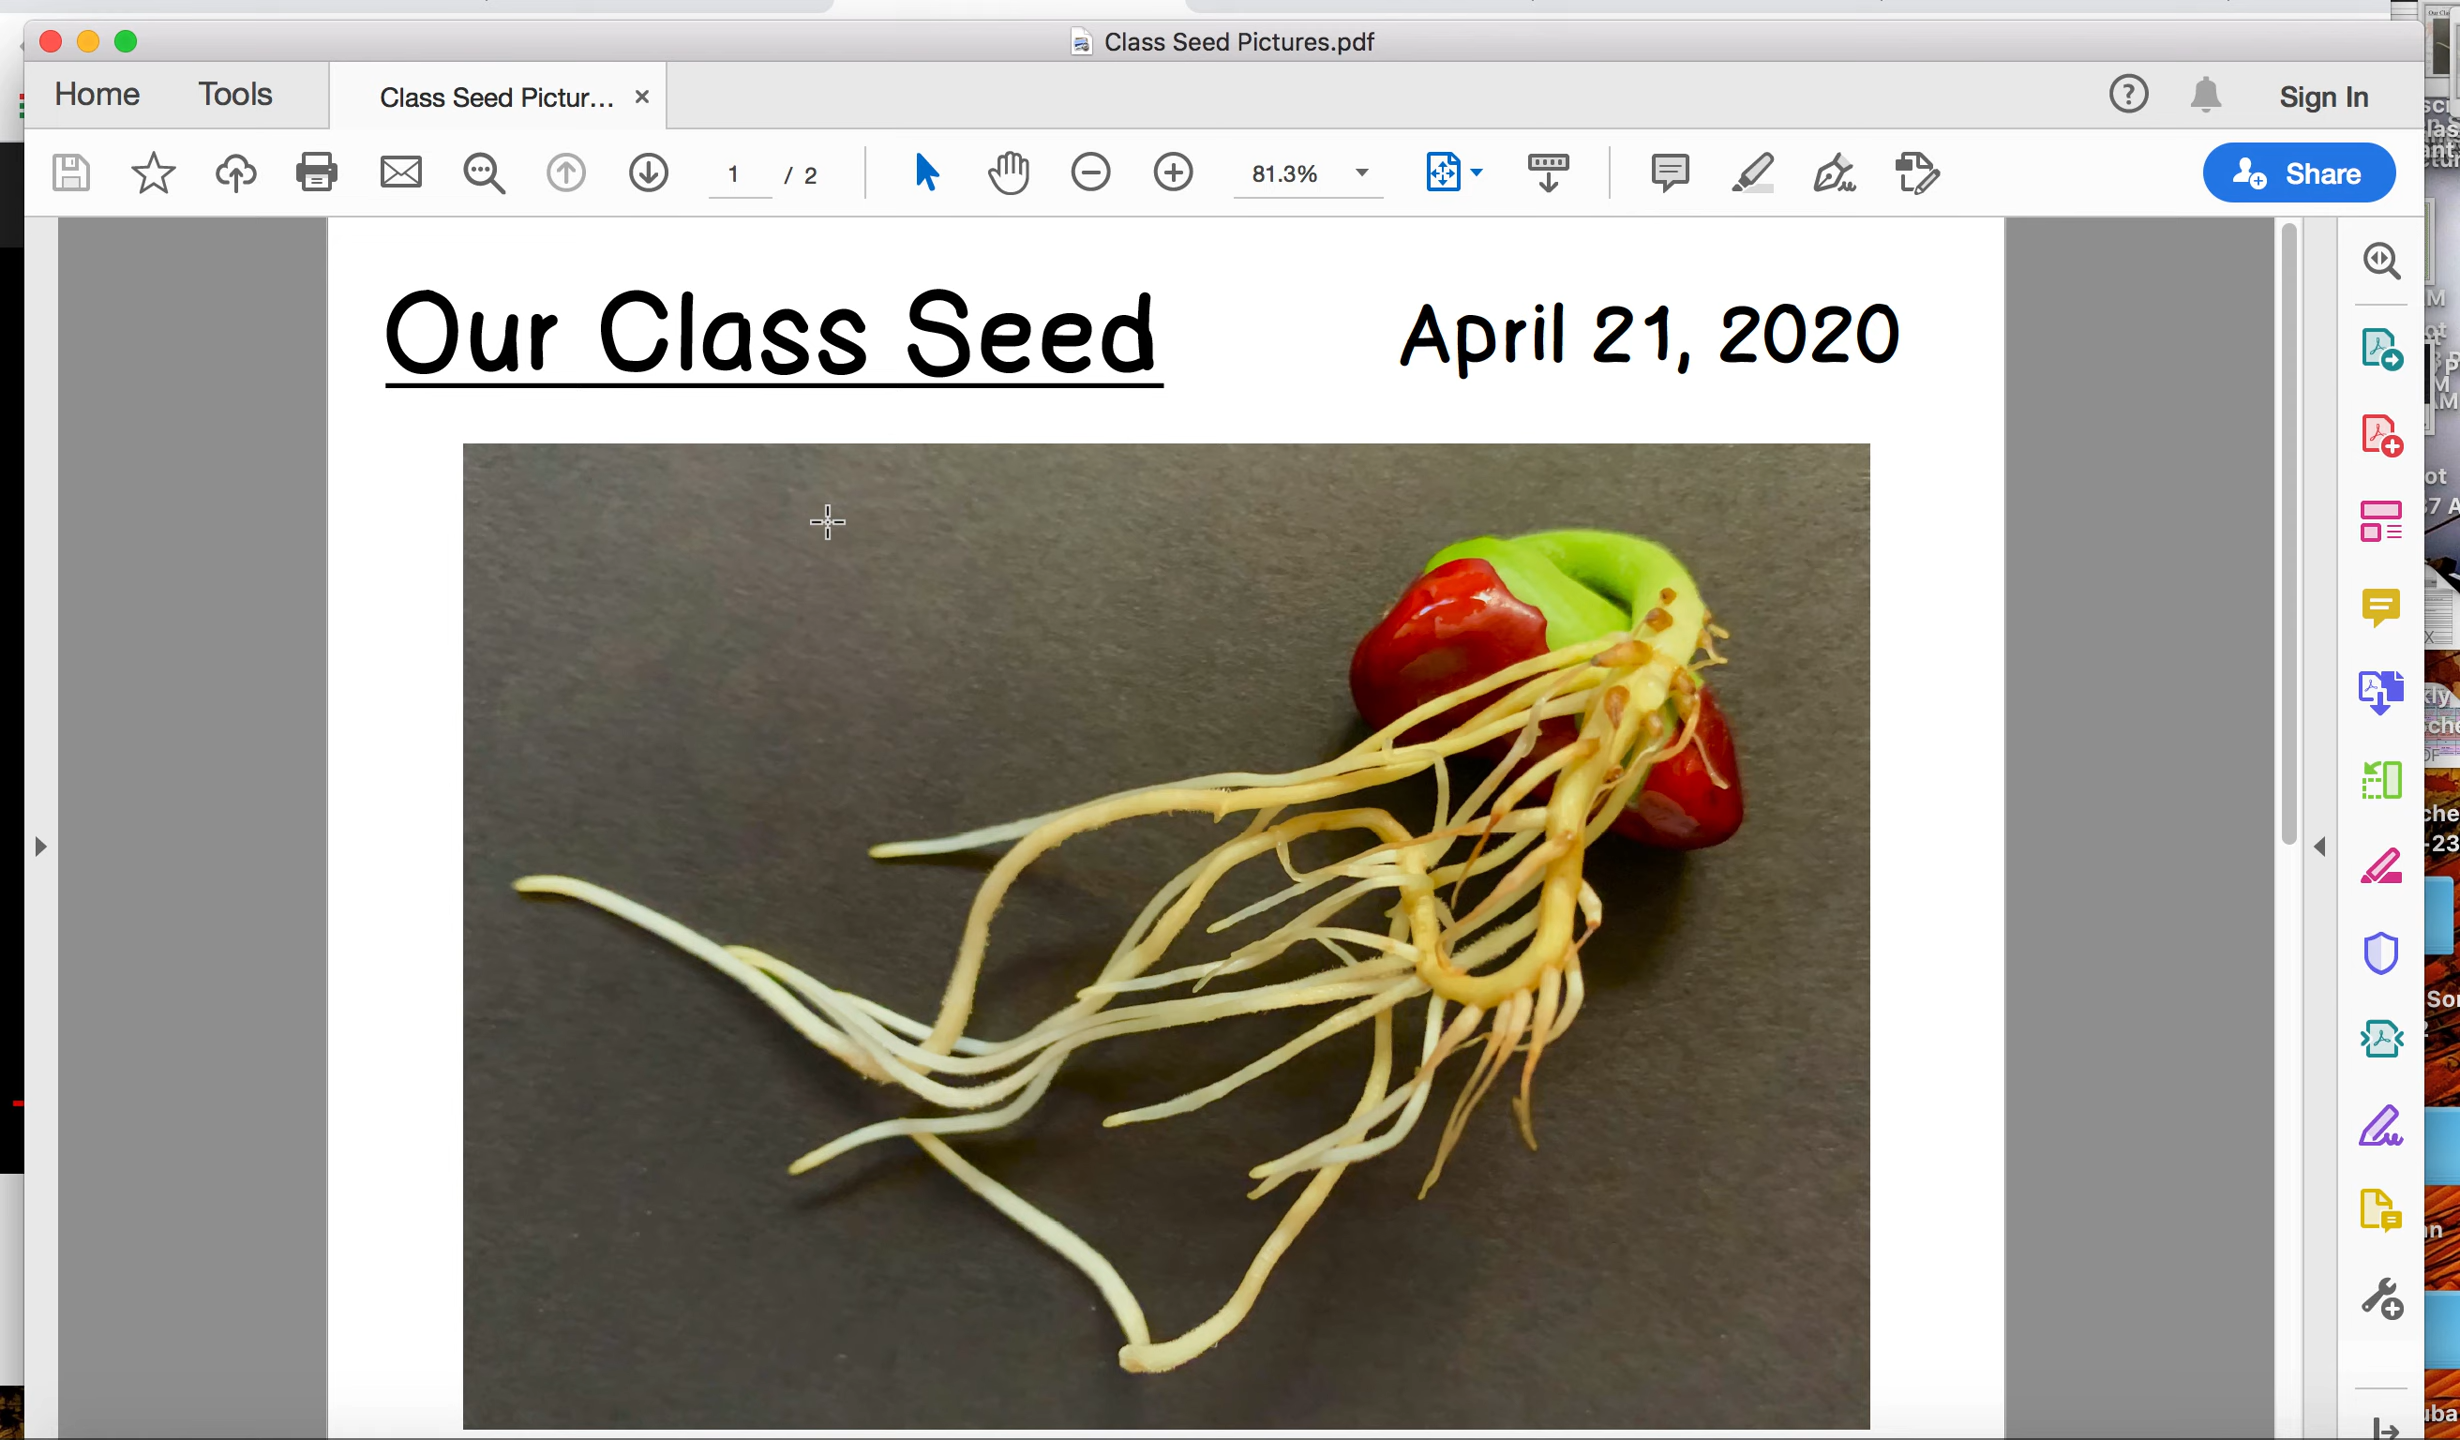 Class Seed Pictures.pdf
Home Tools Class Seed Pictur... Sign In
1 / 2 81.3% Share
Our Class Seed April 21, 2020